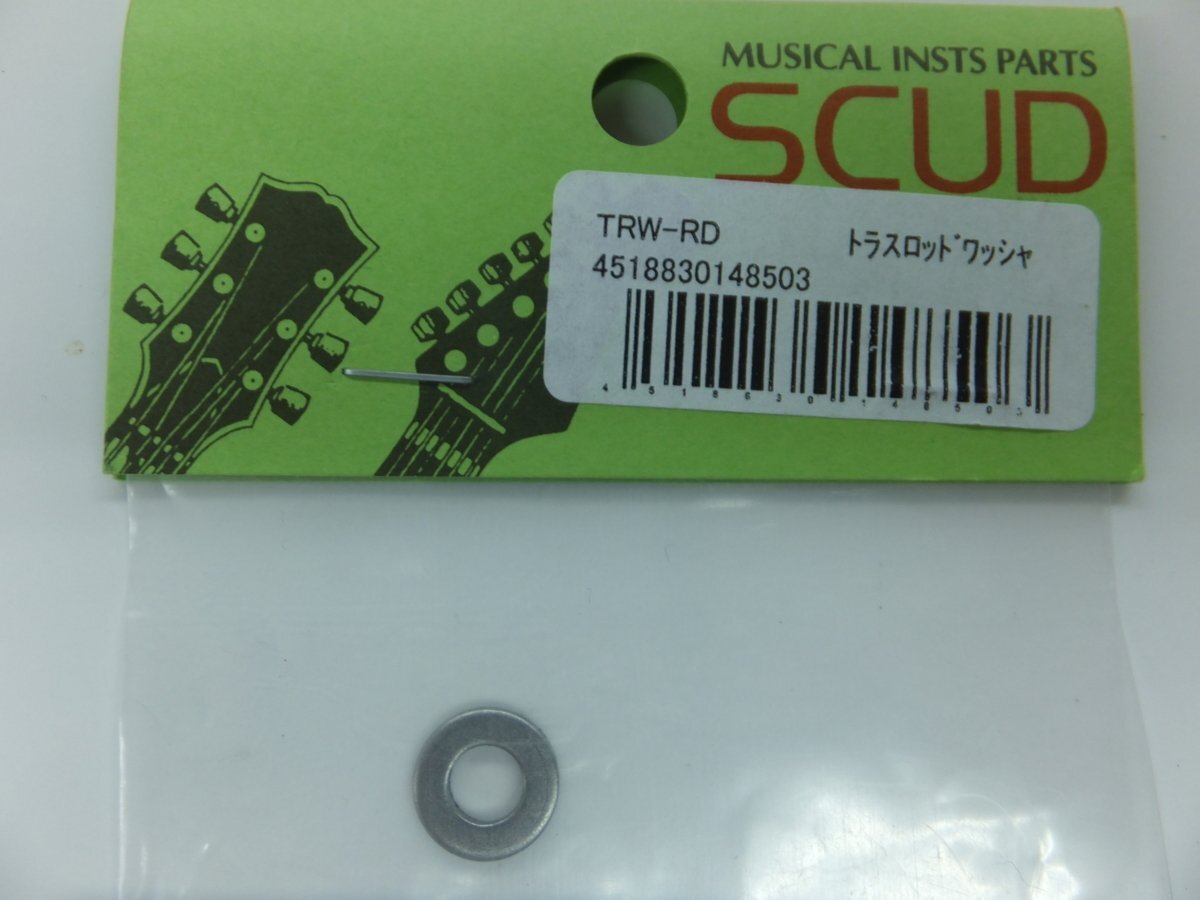 MUSICAL INSTS PARTS
SCUD
TRW-RD ﾄﾗｽﾛｯﾄﾞﾜｯｼｬ
4518830148503